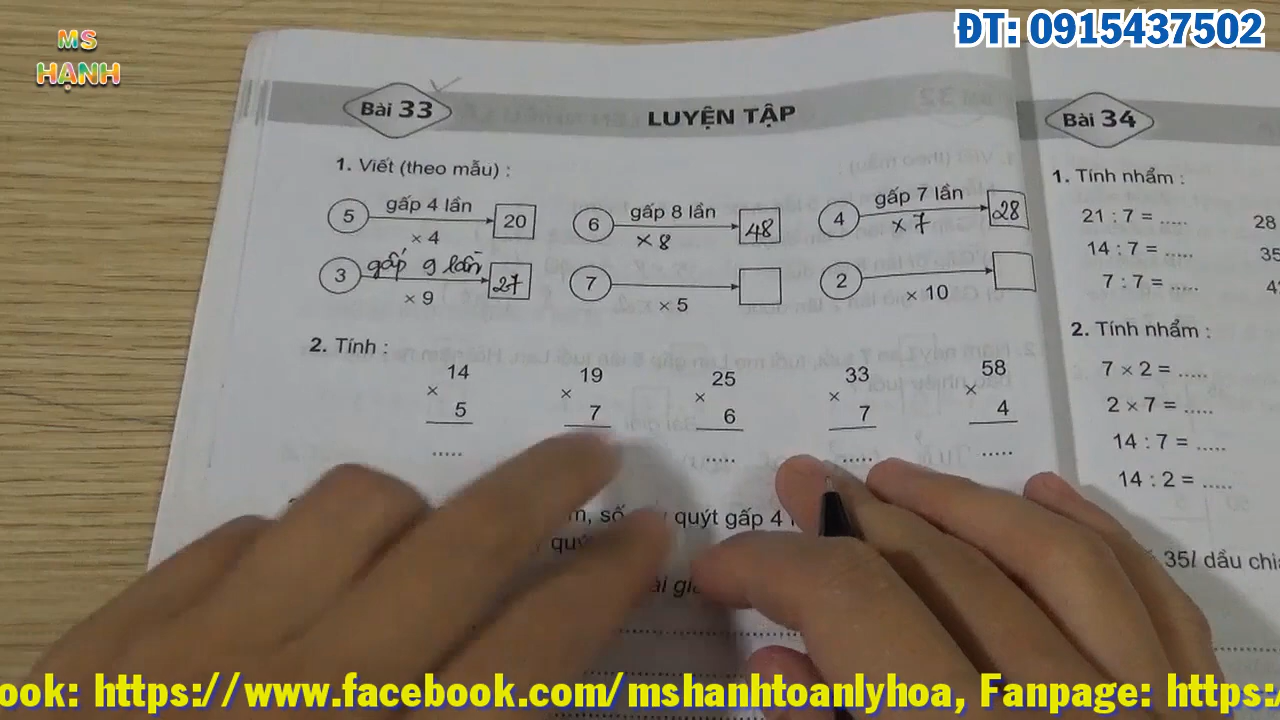 MS
HẠNH
ĐT: 0915437502
Bài 33
LUYỆN TẬP
1. Viết (theo mẫu) :
5 gấp 4 lần 20
× 4
6 gấp 8 lần 48
× 8
4 gấp 7 lần 28
× 7
3 gấp 9 lần 27
× 9
7
× 5
2
× 10
2. Tính :
14
× 5
.....
19
× 7
25
× 6
.....
33
× 7
.....
58
× 4
.....
quýt gấp 4
Bài 34
1. Tính nhẩm :
21 : 7 = .....
28
14 : 7 = .....
35
7 : 7 = .....
2. Tính nhẩm :
7 × 2 = .....
2 × 7 = .....
14 : 7 = .....
14 : 2 = .....
35l dầu
ook: https://www.facebook.com/mshanhtoanlyhoa, Fanpage: https: